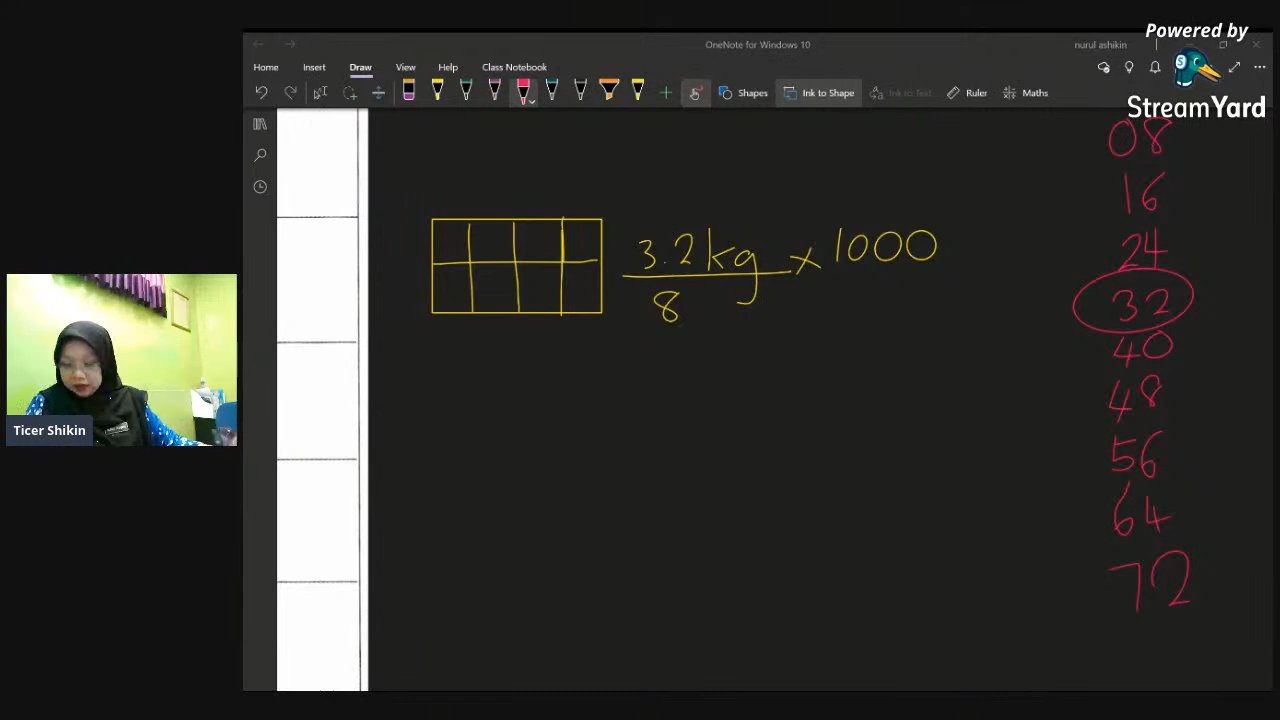 Powered by
StreamYard
OneNote for Windows 10
nurul ashikin
Home Insert Draw View Help Class Notebook
Shapes Ink to Shape Ink to Text Ruler Maths
3.2kg x 1000
8
08
16
24
32
40
48
56
64
72
Ticer Shikin